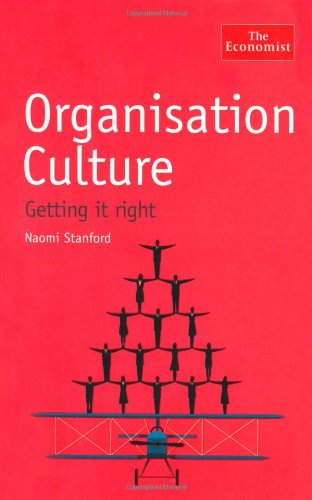 The
Economist
Organisation
Culture
Getting it right
Naomi Stanford